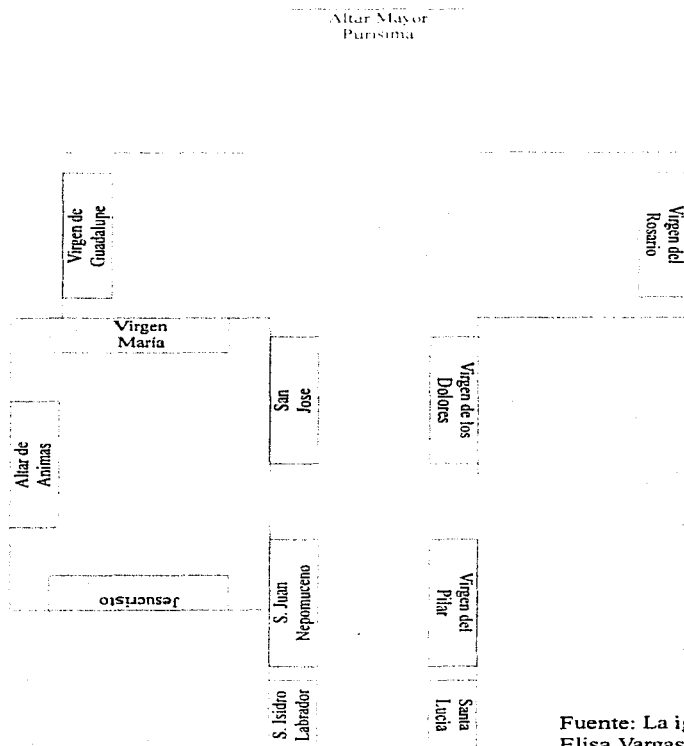 Altar Mayor
Purísima
Virgen de
Guadalupe
Virgen del
Rosario
Virgen
María
San
Jose
Virgen de los
Dolores
Altar de
Animas
Jesucristo
S. Juan
Nepomuceno
Virgen del
Pilar
S. Isidro
Labrador
Santa
Lucia
Fuente: La
Elisa Vargas